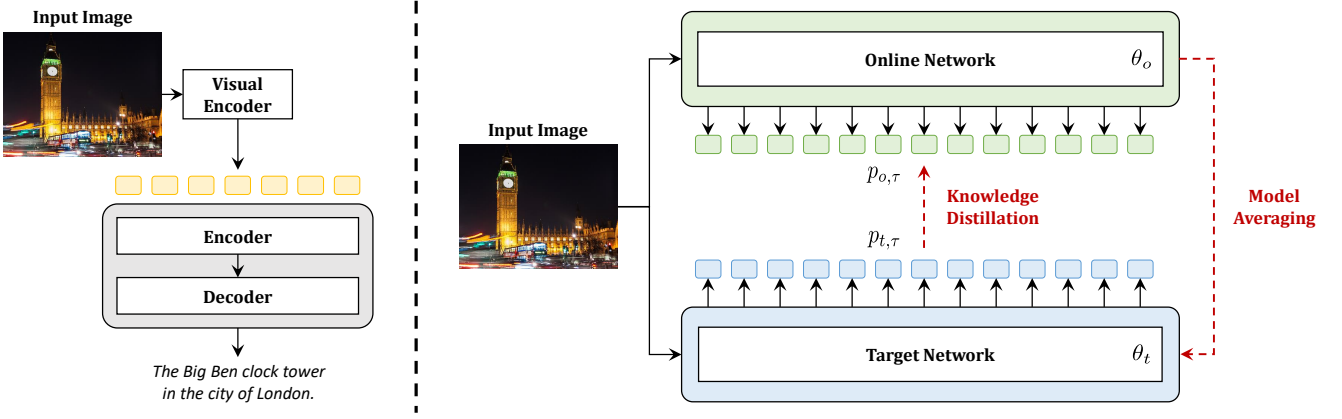 Input Image
Visual
Encoder
Encoder
Decoder
The Big Ben clock tower
in the city of London.
Input Image
Online Network
θₒ
pₒ,τ
Knowledge
Distillation
pₜ,τ
Model
Averaging
Target Network
θₜ